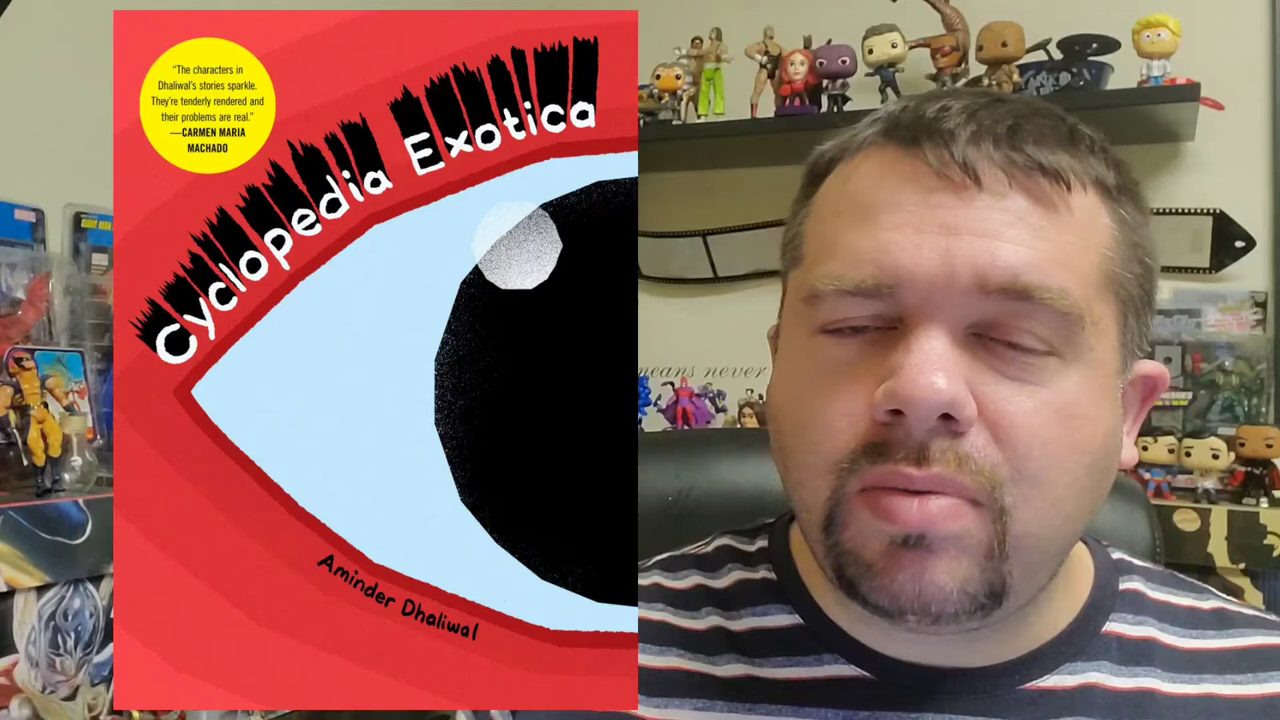 “The characters in
Dhaliwal’s stories sparkle.
They’re tenderly rendered and
their problems are real.”
—CARMEN MARIA
MACHADO
Cyclopedia Exotica
Aminder Dhaliwal
means never